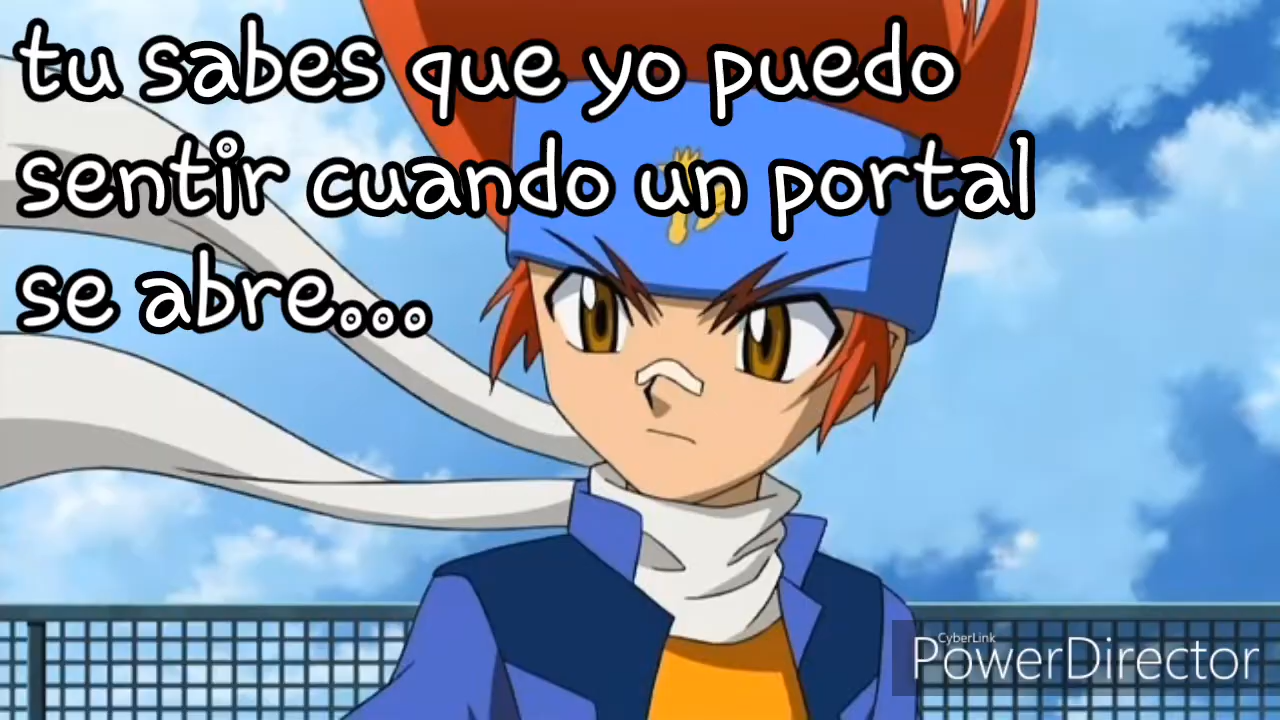 tu sabes que yo puedo
sentir cuando un portal
se abre...
CyberLink
PowerDirector